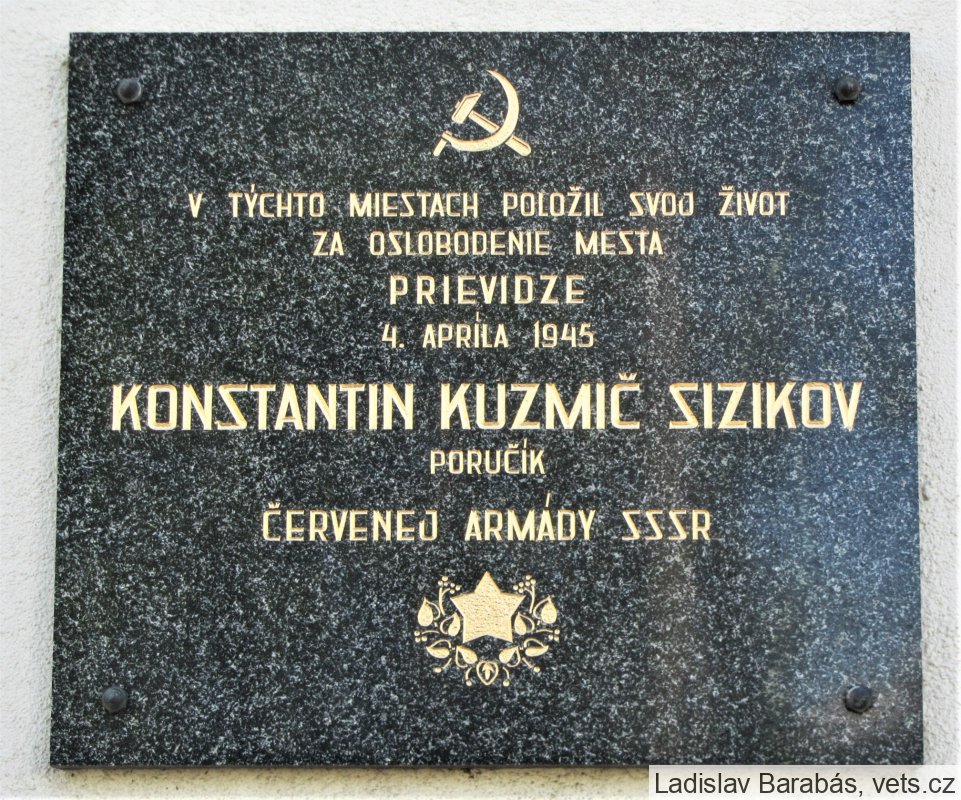 V TÝCHTO MIESTACH POLOŽIL SVOJ ŽIVOT
ZA OSLOBODENIE MESTA
PRIEVIDZE
4. APRÍLA 1945
KONSTANTIN KUZMIČ SIZIKOV
PORUČÍK
ČERVENEJ ARMÁDY SSSR
Ladislav Barabás, vets.cz